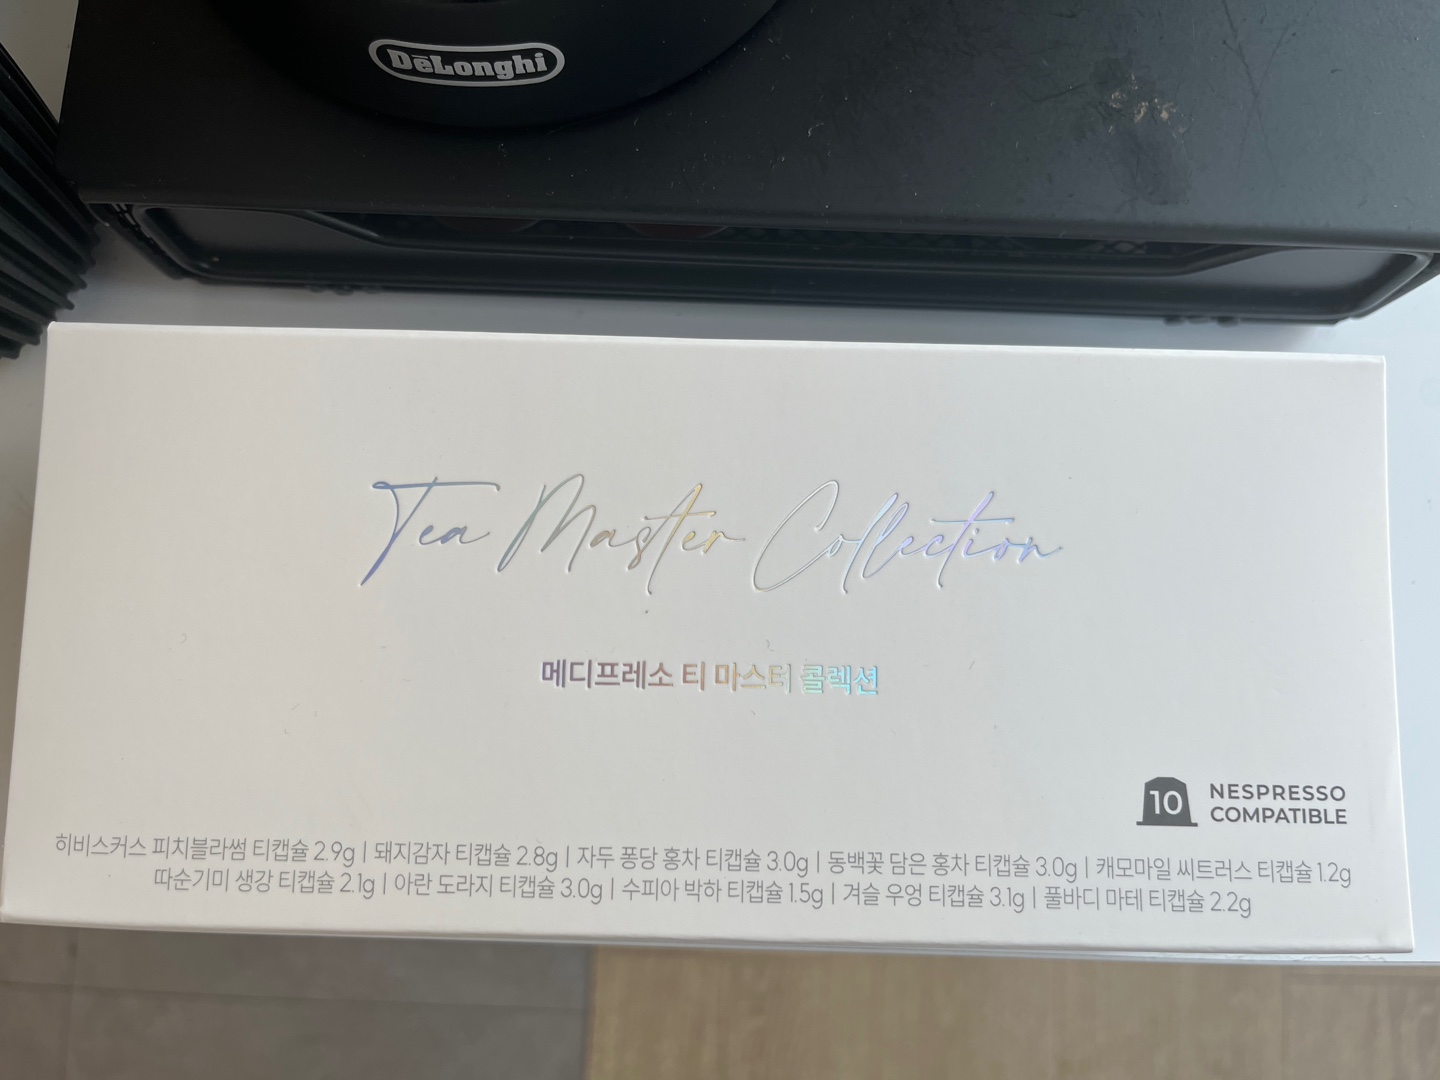 DeLonghi
Tea Master Collection
메디프레소 티 마스터 콜렉션
10
NESPRESSO
COMPATIBLE
히비스커스 피치블라썸 티캡슐 2.9g | 돼지감자 티캡슐 2.8g | 자두 퐁당 홍차 티캡슐 3.0g | 동백꽃 담은 홍차 티캡슐 3.0g | 캐모마일 씨트러스 티캡슐 1.2g
따순기미 생강 티캡슐 2.1g | 아란 도라지 티캡슐 3.0g | 수피아 박하 티캡슐 1.5g | 겨슬 우엉 티캡슐 3.1g | 풀바디 마테 티캡슐 2.2g